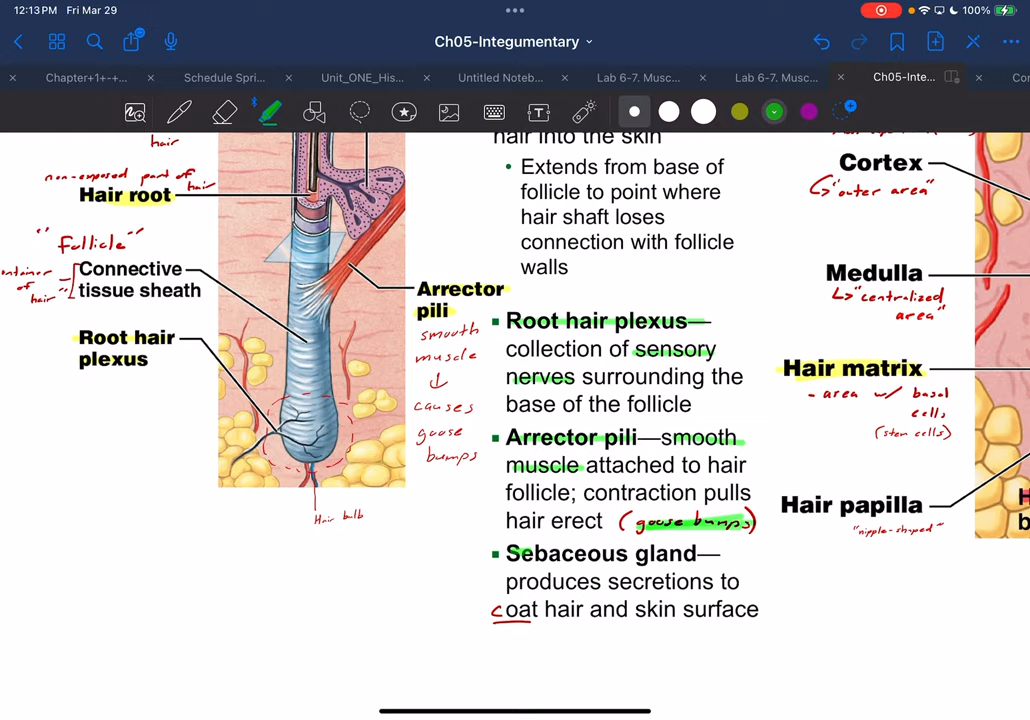 12:13 PM Fri Mar 29
100%
Ch05-Integumentary
Chapter+1+-+...
Schedule Spri...
Unit_ONE_His...
Untitled Noteb...
Lab 6-7. Musc...
Lab 6-7. Musc...
Ch05-Inte...
Cor
hair
non-exposed part of hair
Hair root
"Follicle"
Connective
tissue sheath
of
hair"
Root hair
plexus
Hair bulb
Arrector
pili
smooth
muscle
causes
goose
bumps
hair into the skin
• Extends from base of
follicle to point where
hair shaft loses
connection with follicle
walls
▪ Root hair plexus—
collection of sensory
nerves surrounding the
base of the follicle
▪ Arrector pili—smooth
muscle attached to hair
follicle; contraction pulls
hair erect (goose bumps)
▪ Sebaceous gland—
produces secretions to
coat hair and skin surface
Cortex
"outer area"
Medulla
"centralized
area"
Hair matrix
- area w/ basal
cells
(stem cells)
Hair papilla
"nipple-shaped"
H
b